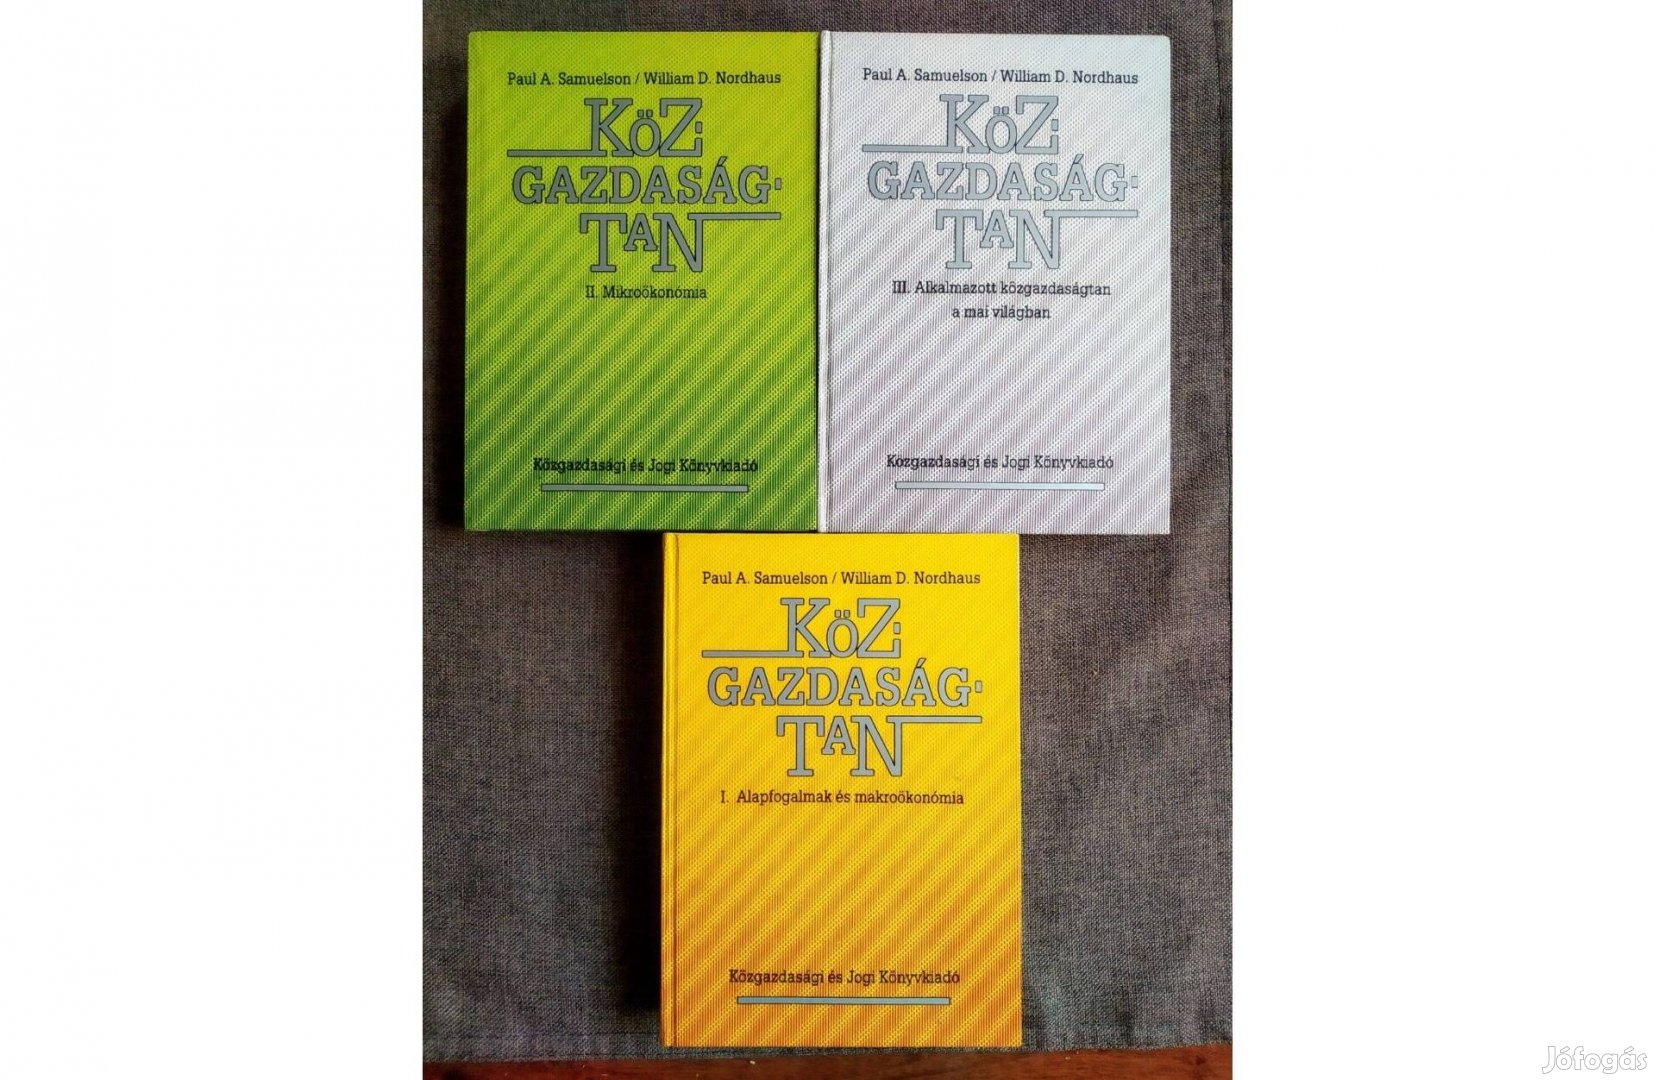 Paul A. Samuelson / William D. Nordhaus
KÖZ-
GAZDASÁG-
TAN
II. Mikroökonómia
Közgazdasági és Jogi Könyvkiadó
Paul A. Samuelson / William D. Nordhaus
KÖZ-
GAZDASÁG-
TAN
III. Alkalmazott közgazdaságtan
a mai világban
Közgazdasági és Jogi Könyvkiadó
Paul A. Samuelson / William D. Nordhaus
KÖZ-
GAZDASÁG-
TAN
I. Alapfogalmak és makroökonómia
Közgazdasági és Jogi Könyvkiadó
Jófogás